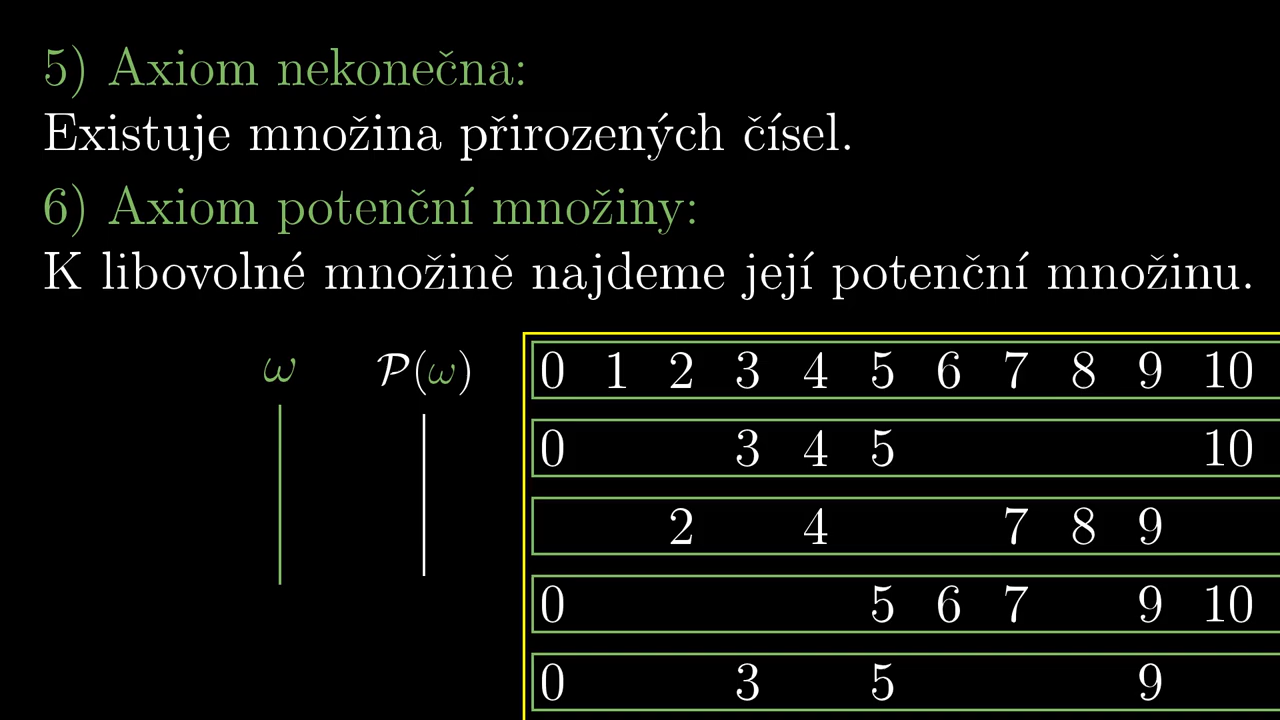 5) Axiom nekonečna:
Existuje množina přirozených čísel.
6) Axiom potenční množiny:
K libovolné množině najdeme její potenční množinu.
ω 𝒫(ω) 0 1 2 3 4 5 6 7 8 9 10
0 3 4 5 10
2 4 7 8 9
0 5 6 7 9 10
0 3 5 9